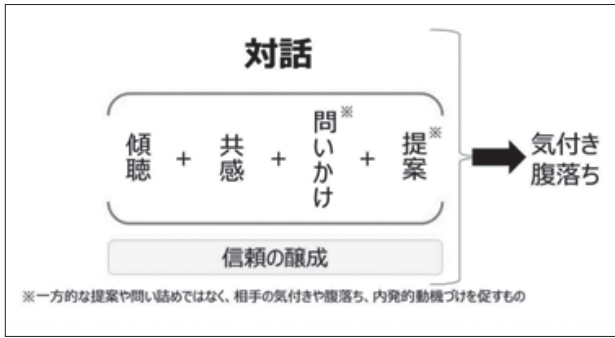 対話
傾聴 + 共感 + 問いかけ※ + 提案※
気付き
腹落ち
信頼の醸成
※一方的な提案や問い詰めではなく、相手の気付きや腹落ち、内発的動機づけを促すもの